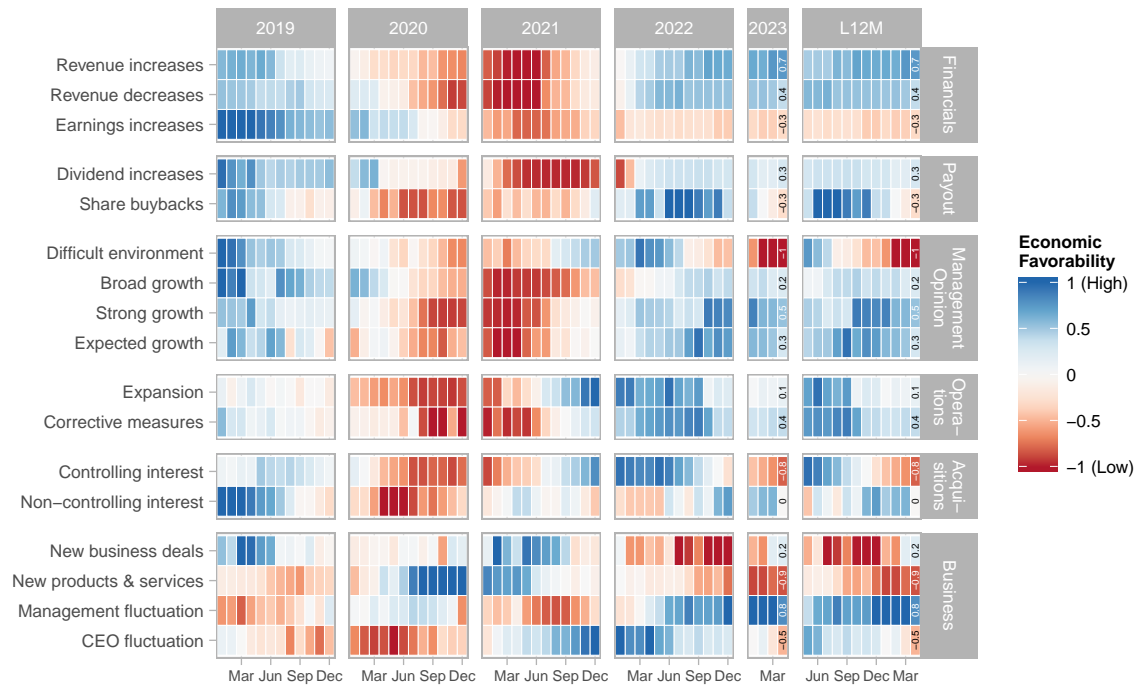 2019 2020 2021 2022 2023 L12M
Revenue increases 0.7 0.7
Revenue decreases 0.4 0.4
Earnings increases −0.3 −0.3
Financials
Dividend increases 0.3 0.3
Share buybacks −0.3 −0.3
Payout
Difficult environment −1 −1
Broad growth 0.2 0.2
Strong growth 0.5 0.5
Expected growth 0.3 0.3
Management
Opinion
Expansion 0.1 0.1
Corrective measures 0.4 0.4
Opera−
tions
Controlling interest −0.8 −0.8
Non−controlling interest 0 0
Acqui−
sitions
New business deals 0.2 0.2
New products & services −0.9 −0.9
Management fluctuation 0.8 0.8
CEO fluctuation −0.5 −0.5
Business
Mar Jun Sep Dec Mar Jun Sep Dec Mar Jun Sep Dec Mar Jun Sep Dec Mar Jun Sep Dec Mar
Economic
Favorability
1 (High)
0.5
0
−0.5
−1 (Low)